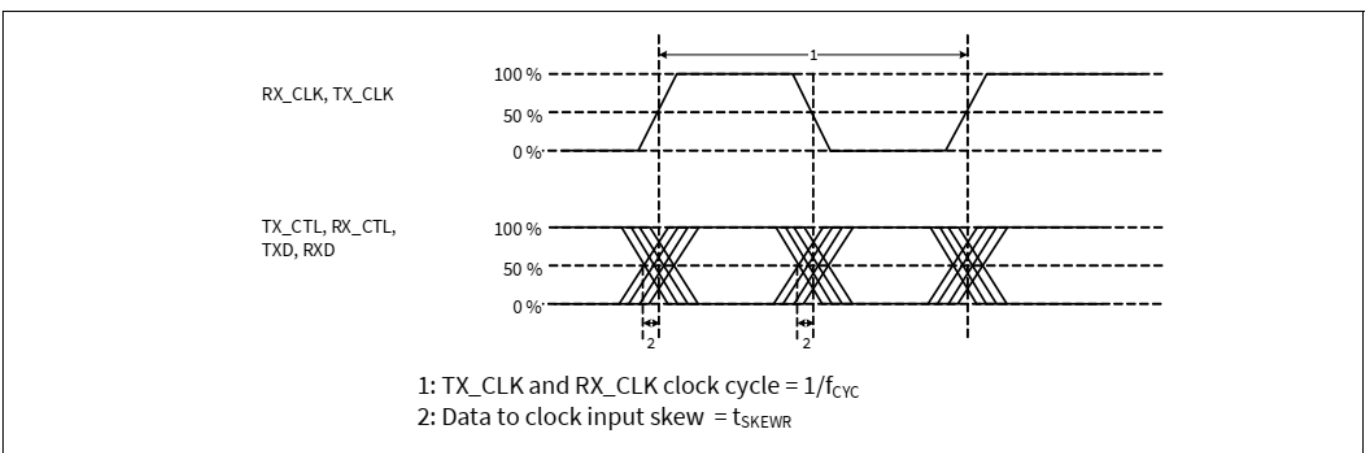 1
100 %
RX_CLK, TX_CLK
50 %
0 %
TX_CTL, RX_CTL,
TXD, RXD
100 %
50 %
0 %
2
2
1: TX_CLK and RX_CLK clock cycle = 1/fCYC
2: Data to clock input skew = tSKEWR